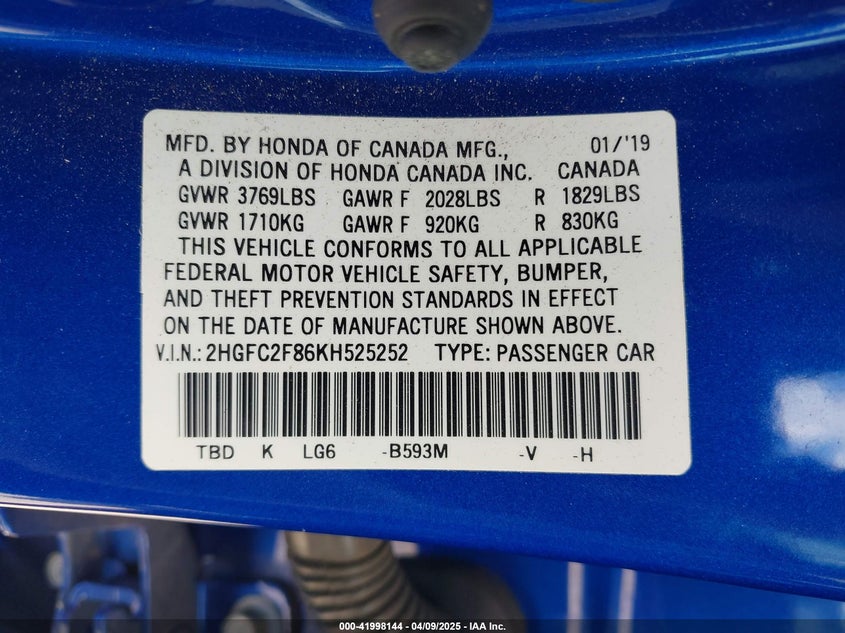 MFD. BY HONDA OF CANADA MFG., 01/'19
A DIVISION OF HONDA CANADA INC. CANADA
GVWR 3769LBS GAWR F 2028LBS R 1829LBS
GVWR 1710KG GAWR F 920KG R 830KG
THIS VEHICLE CONFORMS TO ALL APPLICABLE
FEDERAL MOTOR VEHICLE SAFETY, BUMPER,
AND THEFT PREVENTION STANDARDS IN EFFECT
ON THE DATE OF MANUFACTURE SHOWN ABOVE.
V.I.N.: 2HGFC2F86KH525252 TYPE: PASSENGER CAR
TBD K LG6 -B593M -V -H
000-41998144 - 04/09/2025 - IAA Inc.